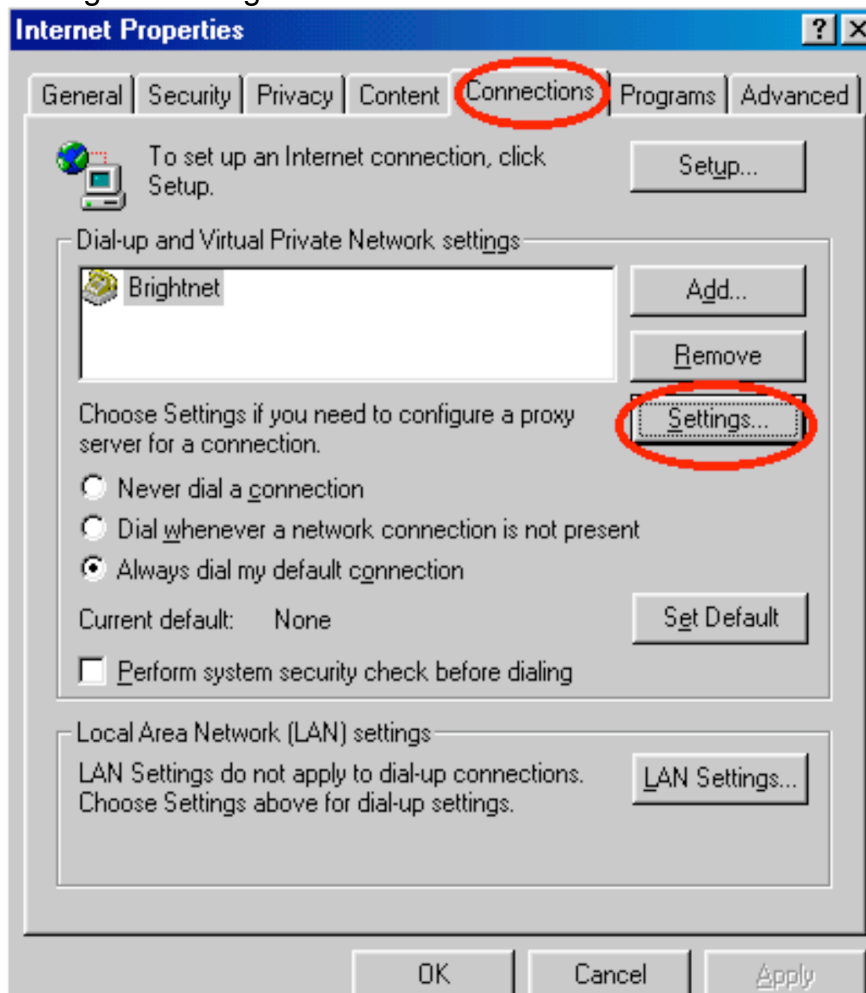 Internet Properties
General Security Privacy Content Connections Programs Advanced
To set up an Internet connection, click
Setup.
Setup...
Dial-up and Virtual Private Network settings
Brightnet
Add...
Remove
Choose Settings if you need to configure a proxy
server for a connection.
Settings...
Never dial a connection
Dial whenever a network connection is not present
Always dial my default connection
Current default: None
Set Default
Perform system security check before dialing
Local Area Network (LAN) settings
LAN Settings do not apply to dial-up connections.
Choose Settings above for dial-up settings.
LAN Settings...
OK Cancel Apply